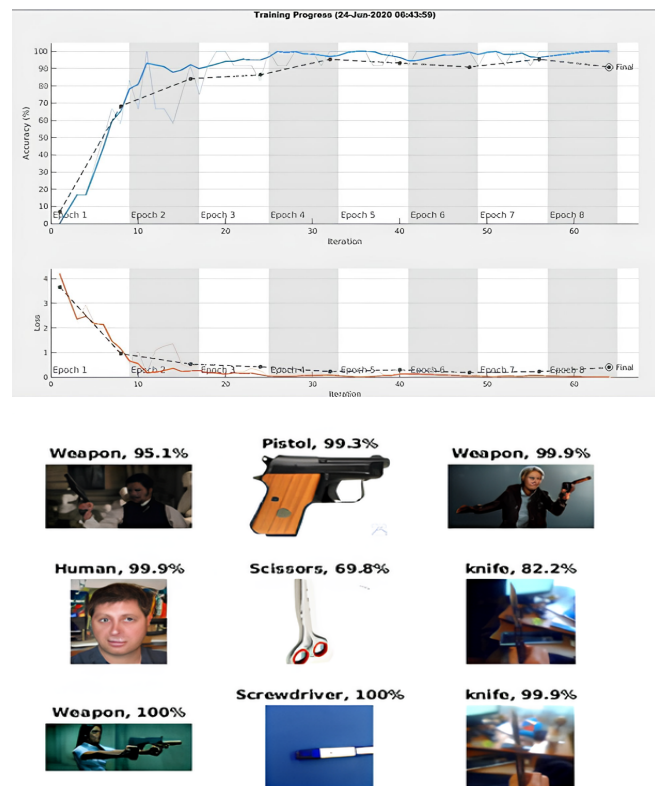 Training Progress (24-Jun-2020 06:43:59)
100
90
80
70
60
50
40
30
20
10
0
Accuracy (%)
Epoch 1 Epoch 2 Epoch 3 Epoch 4 Epoch 5 Epoch 6 Epoch 7 Epoch 8
Final
0 10 20 30 40 50 60
Iteration
4
3
2
1
0
Loss
Epoch 1 Epoch 2 Epoch 3 Epoch 4 Epoch 5 Epoch 6 Epoch 7 Epoch 8
Final
0 10 20 30 40 50 60
Iteration
Weapon, 95.1% Pistol, 99.3% Weapon, 99.9%
Human, 99.9% Scissors, 69.8% knife, 82.2%
Weapon, 100% Screwdriver, 100% knife, 99.9%